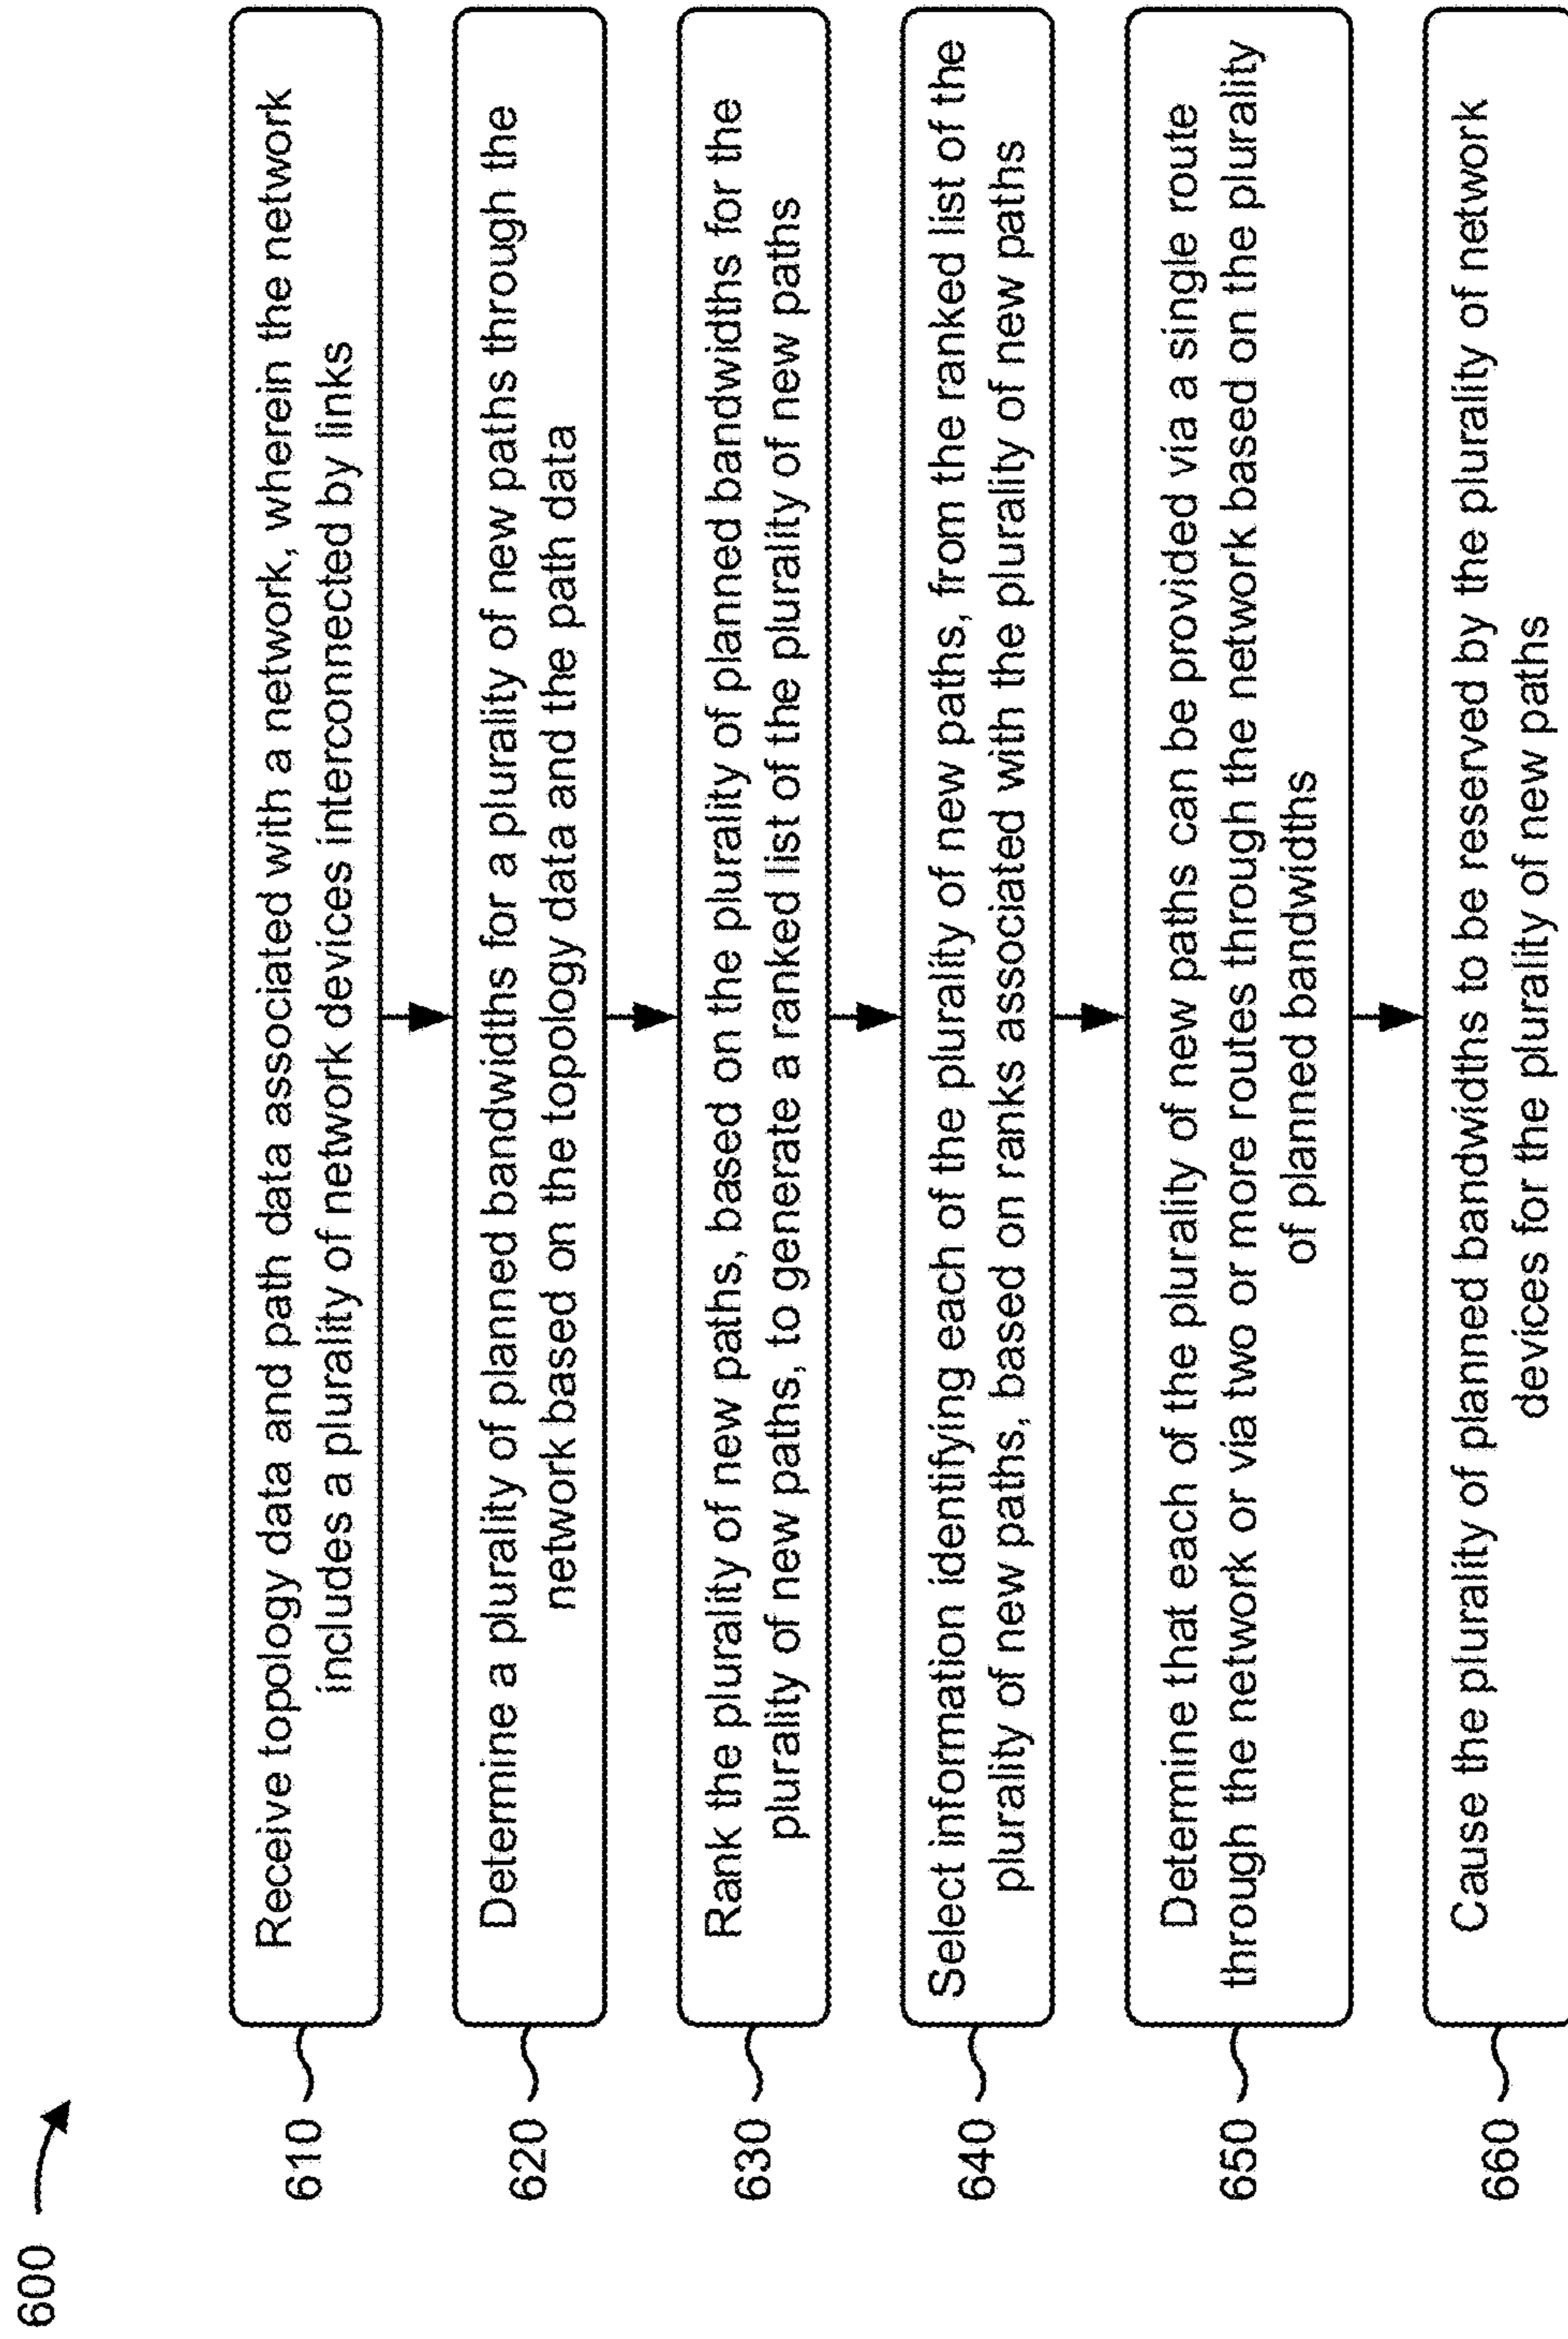 600
610
Receive topology data and path data associated with a network, wherein the network
includes a plurality of network devices interconnected by links
620
Determine a plurality of planned bandwidths for a plurality of new paths through the
network based on the topology data and the path data
630
Rank the plurality of new paths, based on the plurality of planned bandwidths for the
plurality of new paths, to generate a ranked list of the plurality of new paths
640
Select information identifying each of the plurality of new paths, from the ranked list of the
plurality of new paths, based on ranks associated with the plurality of new paths
650
Determine that each of the plurality of new paths can be provided via a single route
through the network or via two or more routes through the network based on the plurality
of planned bandwidths
660
Cause the plurality of planned bandwidths to be reserved by the plurality of network
devices for the plurality of new paths